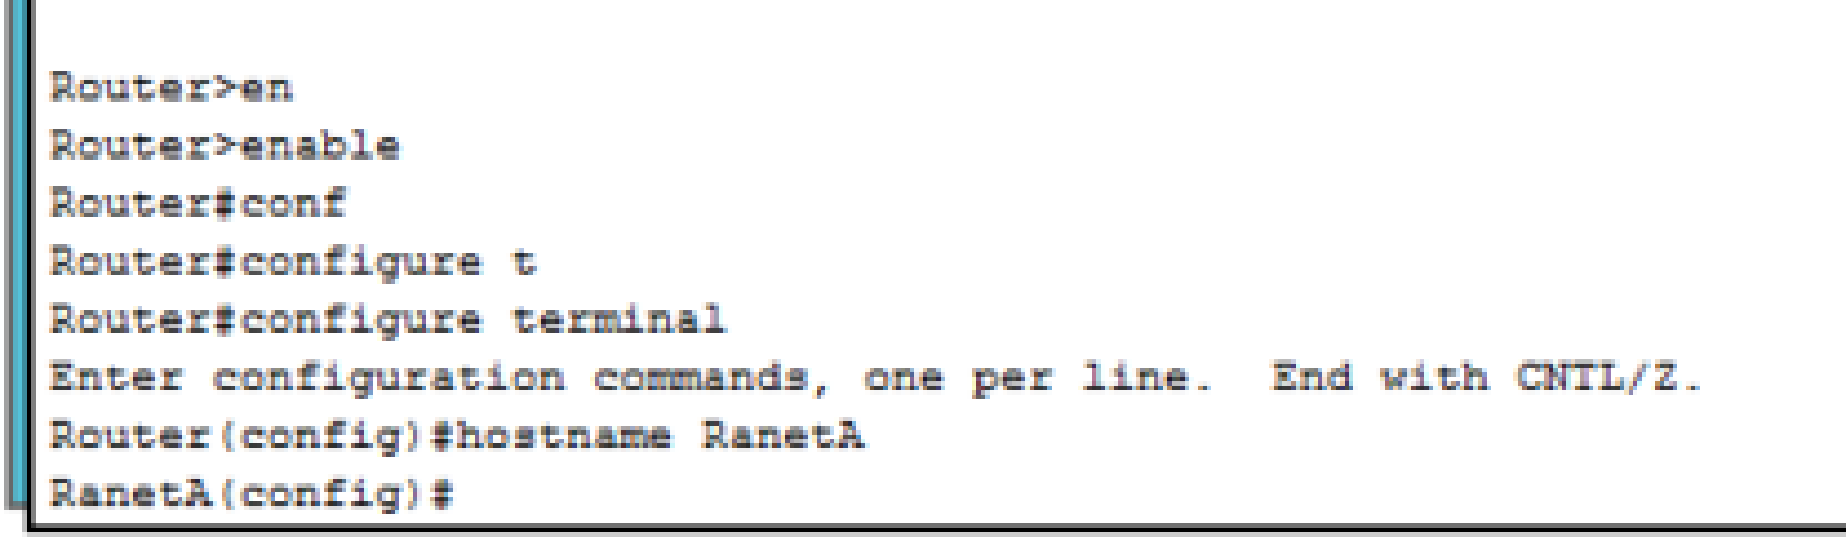 Router>en
Router>enable
Router#conf
Router#configure t
Router#configure terminal
Enter configuration commands, one per line.  End with CNTL/Z.
Router(config)#hostname RanetA
RanetA(config)#